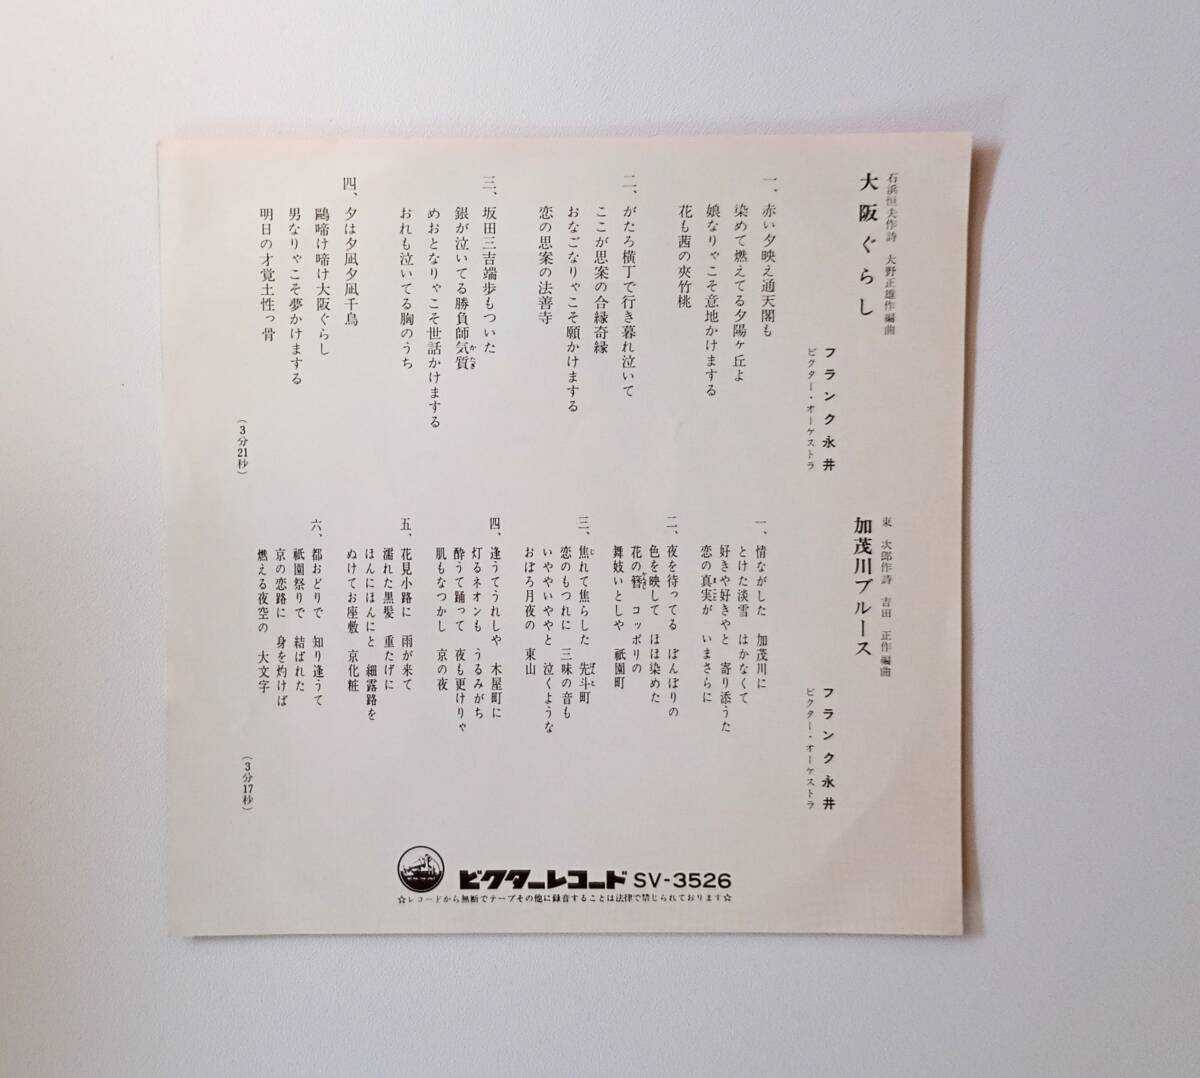 大阪ぐらし
石浜恒夫作詩 大野正雄作編曲
フランク永井
ビクター・オーケストラ
一、赤い夕映え通天閣も
染めて燃えてる夕陽ヶ丘よ
娘なりゃこそ意地かけまする
花も茜の夾竹桃
二、がたろ横丁で行き暮れ泣いて
ここが思案の合縁奇縁
おなごなりゃこそ願かけまする
恋の思案の法善寺
三、坂田三吉端歩もついた
銀が泣いてる勝負師気質
かたぎ
めおとなりゃこそ世話かけまする
おれも泣いてる胸のうち
四、夕は夕凪夕凪千鳥
鷗啼け啼け大阪ぐらし
男なりゃこそ夢かけまする
明日の才覚土性っ骨
(3分21秒)
加茂川ブルース
東 次郎作詩 吉田 正作編曲
フランク永井
ビクター・オーケストラ
一、情ながした 加茂川に
とけた淡雪 はかなくて
好きや好きやと 寄り添うた
恋の真実が いまさらに
まこと
二、夜を待ってる ぼんぼりの
色を映して ほほ染めた
花の簪 コッポリの
かんざし
舞妓いとしや 祇園町
三、焦れて焦らした 先斗町
じ
ぽんと
恋のもつれに 三味の音も
いややいややと 泣くような
おぼろ月夜の 東山
四、逢うてうれしや 木屋町に
灯るネオンも うるみがち
酔うて踊って 夜も更けりゃ
肌もなつかし 京の夜
五、花見小路に 雨が来て
濡れた黒髪 重たげに
ほんにほんにと 細露路を
ぬけてお座敷 京化粧
六、都おどりで 知り逢うて
祇園祭りで 結ばれた
京の恋路に 身を灼けば
燃える夜空の 大文字
(3分17秒)
ビクターレコード SV-3526
☆レコードから無断でテープその他に録音することは法律で禁じられております☆